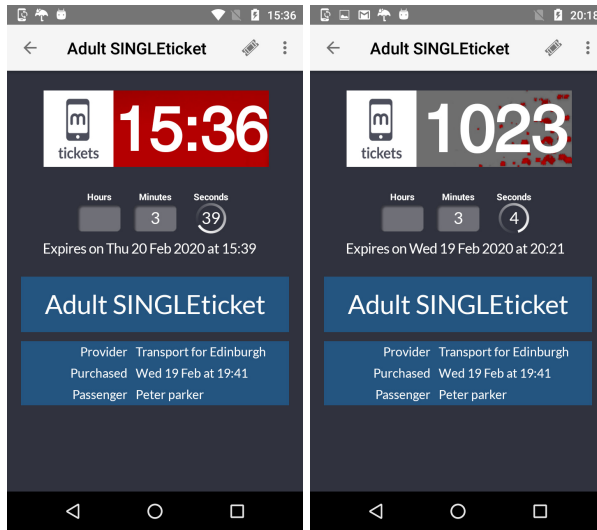 15:36
Adult SINGLEticket
m
tickets
15:36
Hours Minutes Seconds
3 39
Expires on Thu 20 Feb 2020 at 15:39
Adult SINGLEticket
Provider Transport for Edinburgh
Purchased Wed 19 Feb at 19:41
Passenger Peter parker
20:18
Adult SINGLEticket
m
tickets
1023
Hours Minutes Seconds
3 4
Expires on Wed 19 Feb 2020 at 20:21
Adult SINGLEticket
Provider Transport for Edinburgh
Purchased Wed 19 Feb at 19:41
Passenger Peter parker